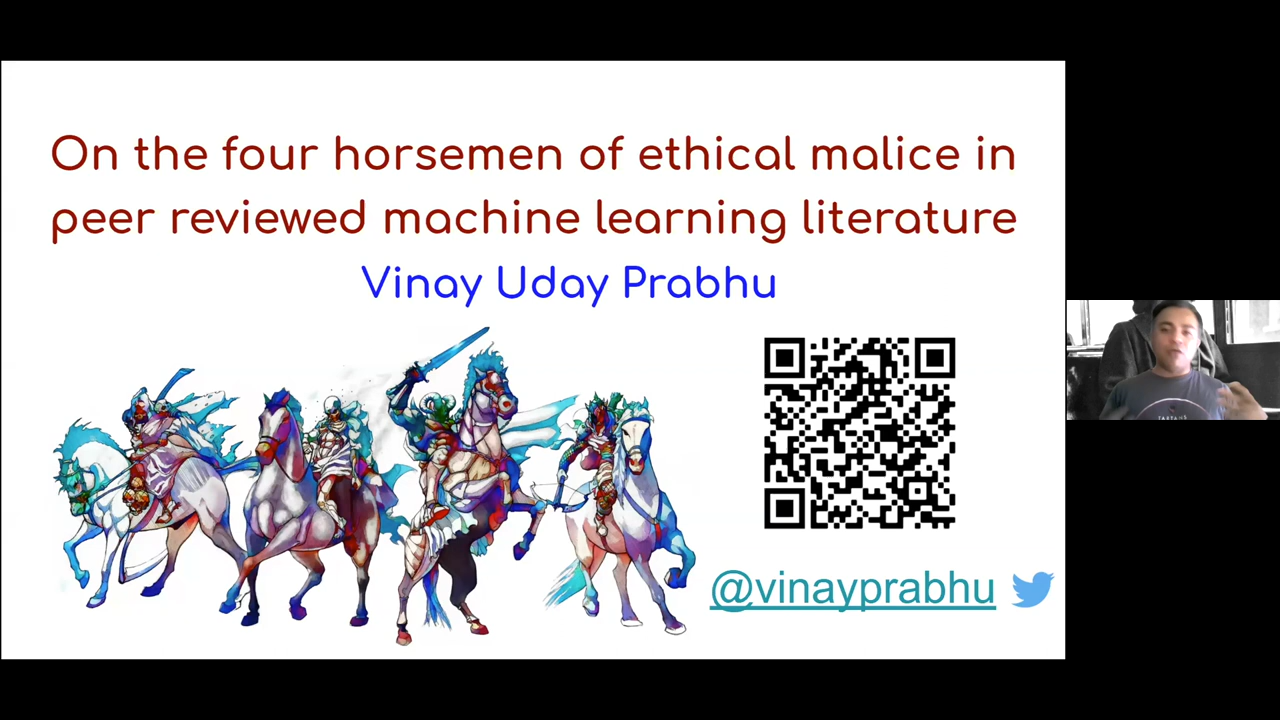 On the four horsemen of ethical malice in
peer reviewed machine learning literature
Vinay Uday Prabhu
@vinayprabhu